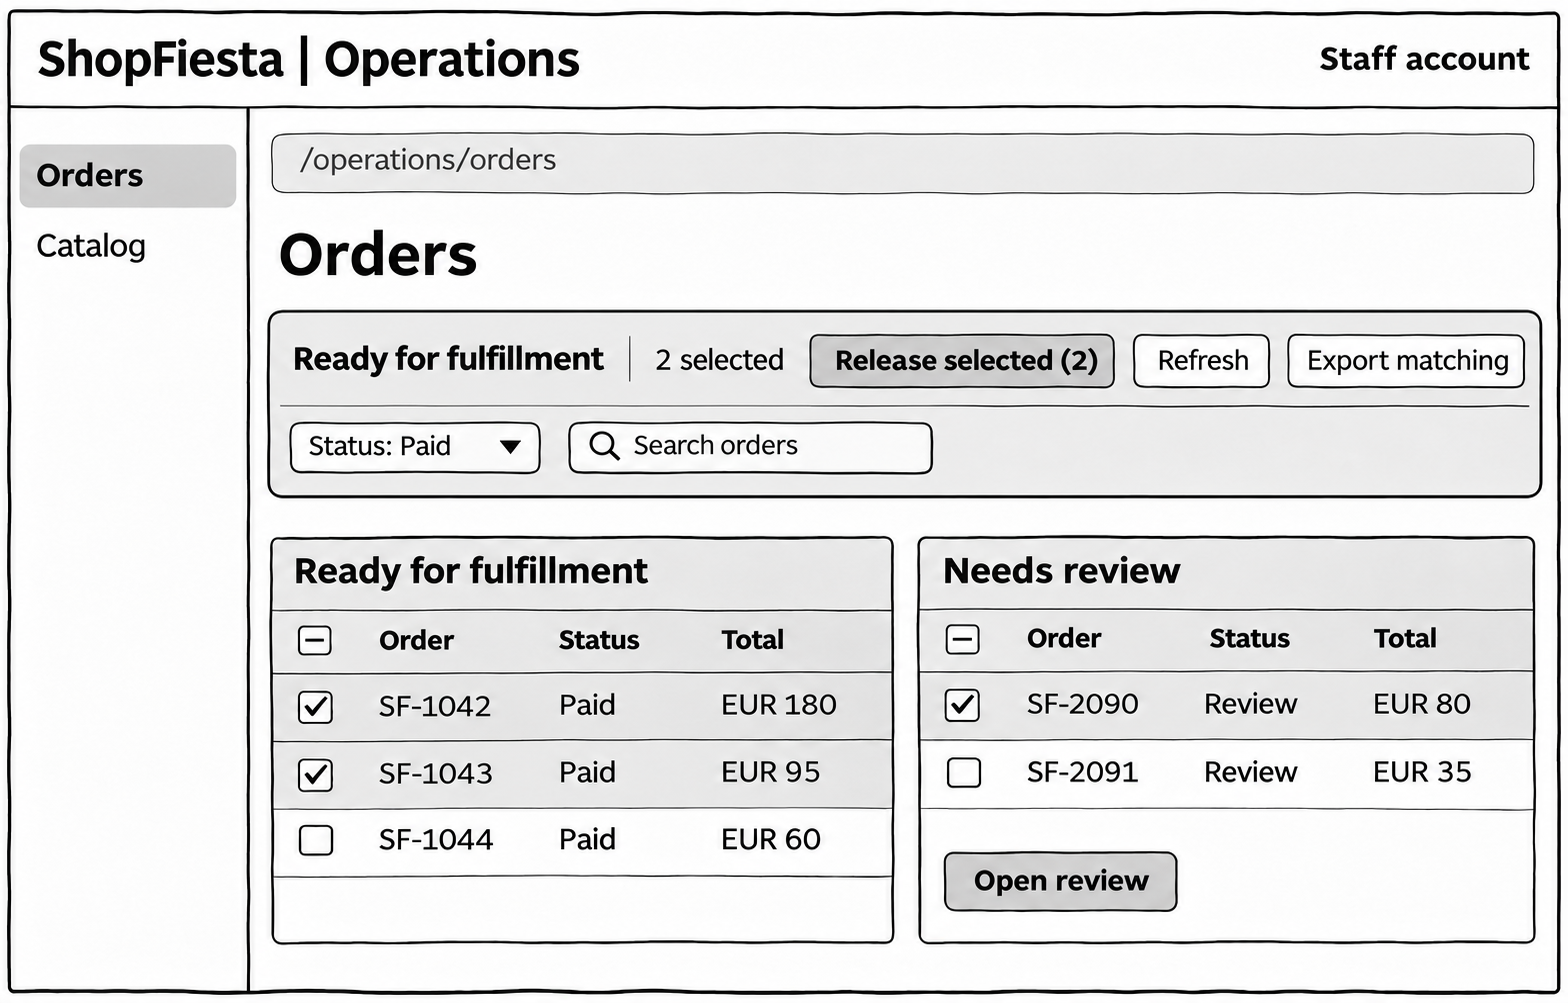 ShopFiesta | Operations
Staff account
Orders
Catalog
/operations/orders
Orders
Ready for fulfillment
2 selected
Release selected (2)
Refresh
Export matching
Status: Paid
Search orders
Ready for fulfillment
Order Status Total
SF-1042 Paid EUR 180
SF-1043 Paid EUR 95
SF-1044 Paid EUR 60
Needs review
Order Status Total
SF-2090 Review EUR 80
SF-2091 Review EUR 35
Open review